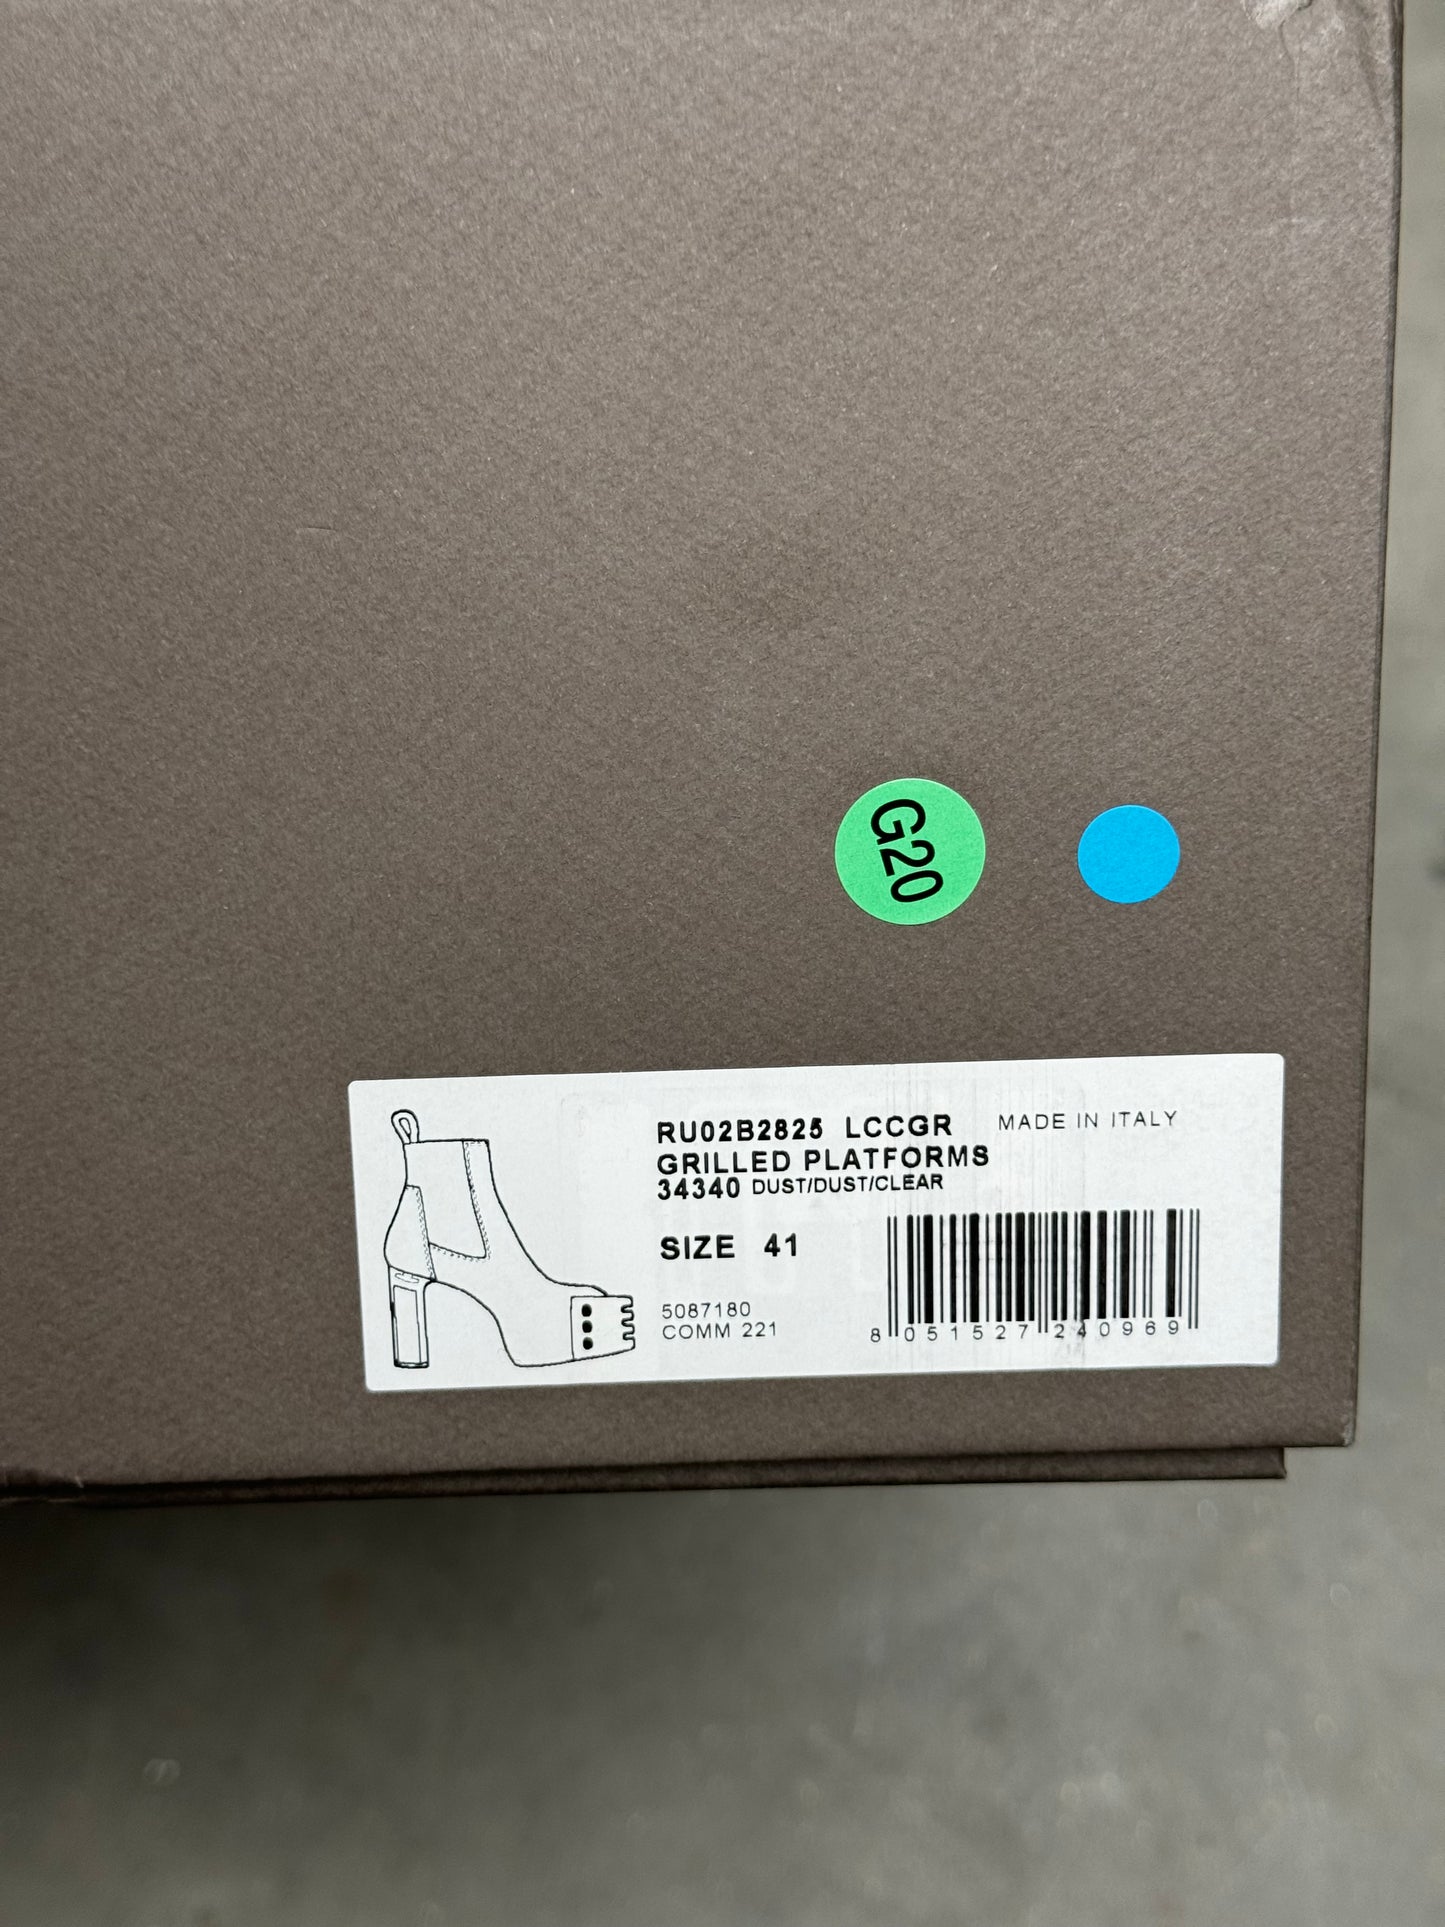 G20
RU02B2825 LCCGR MADE IN ITALY
GRILLED PLATFORMS
34340 DUST/DUST/CLEAR
SIZE 41
5087180
COMM 221
8 051527 240969